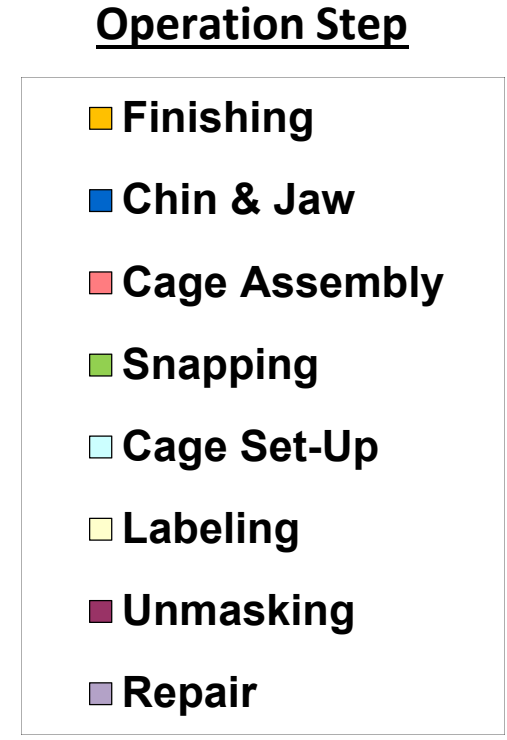 Operation Step
Finishing
Chin & Jaw
Cage Assembly
Snapping
Cage Set-Up
Labeling
Unmasking
Repair